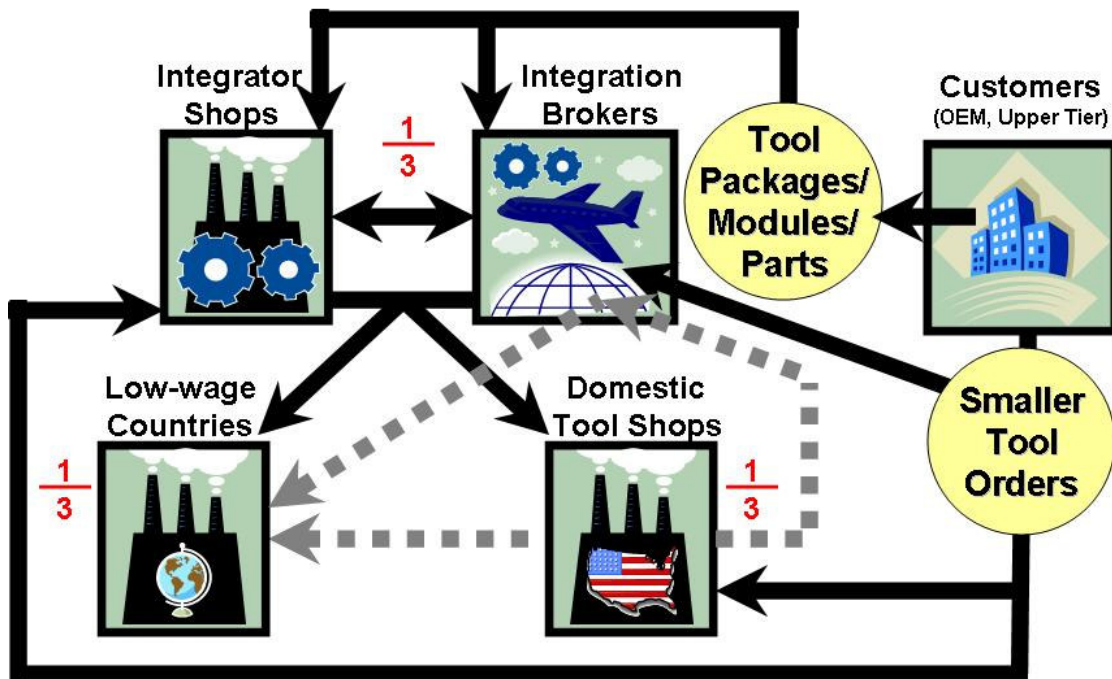 Integrator
Shops
Integration
Brokers
Customers
(OEM, Upper Tier)
1
3
Tool
Packages/
Modules/
Parts
Low-wage
Countries
Domestic
Tool Shops
Smaller
Tool
Orders
1
3
1
3